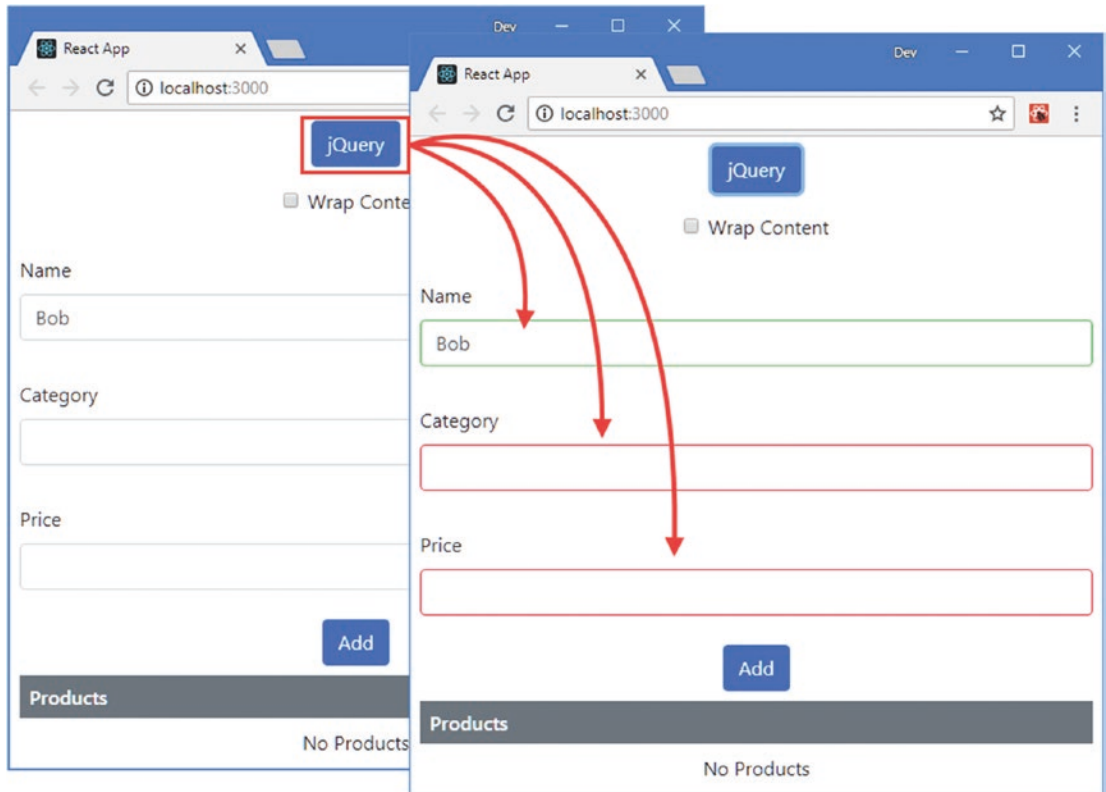 Dev
React App
localhost:3000
jQuery
Wrap Conte
Name
Bob
Category
Price
Add
Products
No Products
Dev
React App
localhost:3000
jQuery
Wrap Content
Name
Bob
Category
Price
Add
Products
No Products